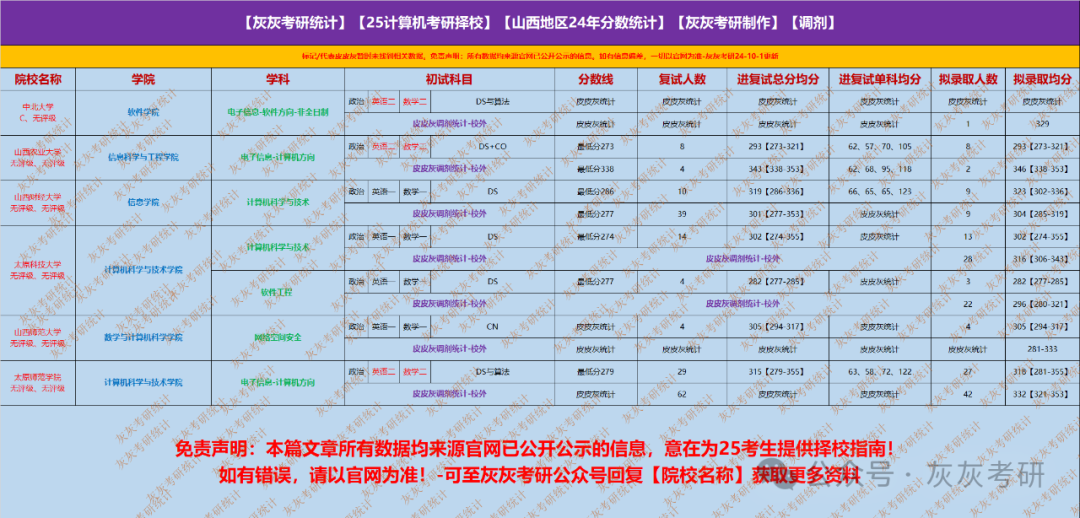 【灰灰考研统计】【25计算机考研择校】【山西地区24年分数统计】【灰灰考研制作】【调剂】
标记/代表皮皮灰暂时未找到相关数据，免责声明：所有数据均来源官网已公开公示的信息，如有信息偏差，一切以官网为准-灰灰考研24-10-1更新
院校名称 学院 学科 初试科目 分数线 复试人数 进复试总分均分 进复试单科均分 拟录取人数 拟录取均分
中北大学
C、无评级
软件学院 电子信息-软件方向-非全日制
政治 英语二 数学二 DS与算法 皮皮灰统计 皮皮灰统计 皮皮灰统计 皮皮灰统计 皮皮灰统计 皮皮灰统计
皮皮灰调剂统计-校外 皮皮灰统计 皮皮灰统计 皮皮灰统计 皮皮灰统计 1 329
山西农业大学
无评级、无评级
信息科学与工程学院 电子信息-计算机方向
政治 英语二 数学二 DS+CO 最低分273 8 293【273-321】 62、57、70、105 8 293【273-321】
皮皮灰调剂统计-校外 最低分338 4 343【338-353】 62、68、95、118 2 346【338-353】
山西财经大学
无评级、无评级
信息学院 计算机科学与技术
政治 英语一 数学一 DS 最低分286 10 319【286-336】 66、65、65、123 9 323【302-336】
皮皮灰调剂统计-校外 最低分277 39 301【277-353】 皮皮灰统计 9 304【285-319】
太原科技大学
无评级、无评级
计算机科学与技术学院
计算机科学与技术
政治 英语一 数学一 DS 最低分274 14 302【274-355】 皮皮灰统计 13 302【274-355】
皮皮灰调剂统计-校外 皮皮灰调剂统计-校外 28 316【306-343】
软件工程
政治 英语一 数学一 DS 最低分277 3 282【277-285】 皮皮灰统计 3 282【277-285】
皮皮灰调剂统计-校外 皮皮灰调剂统计-校外 22 296【280-321】
山西师范大学
无评级、无评级
数学与计算机科学学院 网络空间安全
政治 英语一 数学一 CN 皮皮灰统计 4 305【294-317】 皮皮灰统计 4 305【294-317】
皮皮灰调剂统计-校外 皮皮灰统计 皮皮灰统计 皮皮灰统计 皮皮灰统计 皮皮灰统计 281-333
太原师范学院
无评级、无评级
计算机科学与技术学院 电子信息-计算机方向
政治 英语二 数学二 DS与算法 最低分279 29 315【279-355】 63、58、72、122 27 318【281-355】
皮皮灰调剂统计-校外 皮皮灰统计 62 皮皮灰统计 皮皮灰统计 42 332【321-353】
免责声明：本篇文章所有数据均来源官网已公开公示的信息，意在为25考生提供择校指南！
如有错误，请以官网为准！-可至灰灰考研公众号回复【院校名称】获取更多资料
公众号·灰灰考研
灰灰考研统计